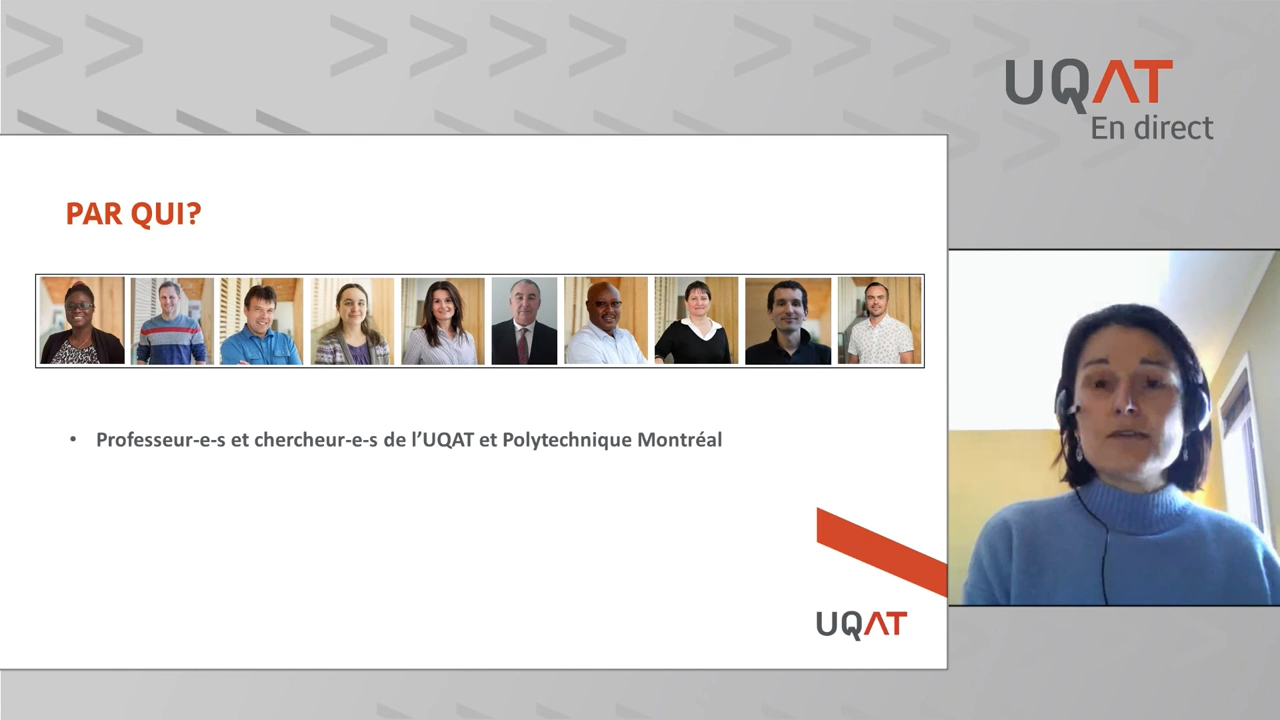 UQAT
En direct
PAR QUI?
• Professeur-e-s et chercheur-e-s de l’UQAT et Polytechnique Montréal
UQAT